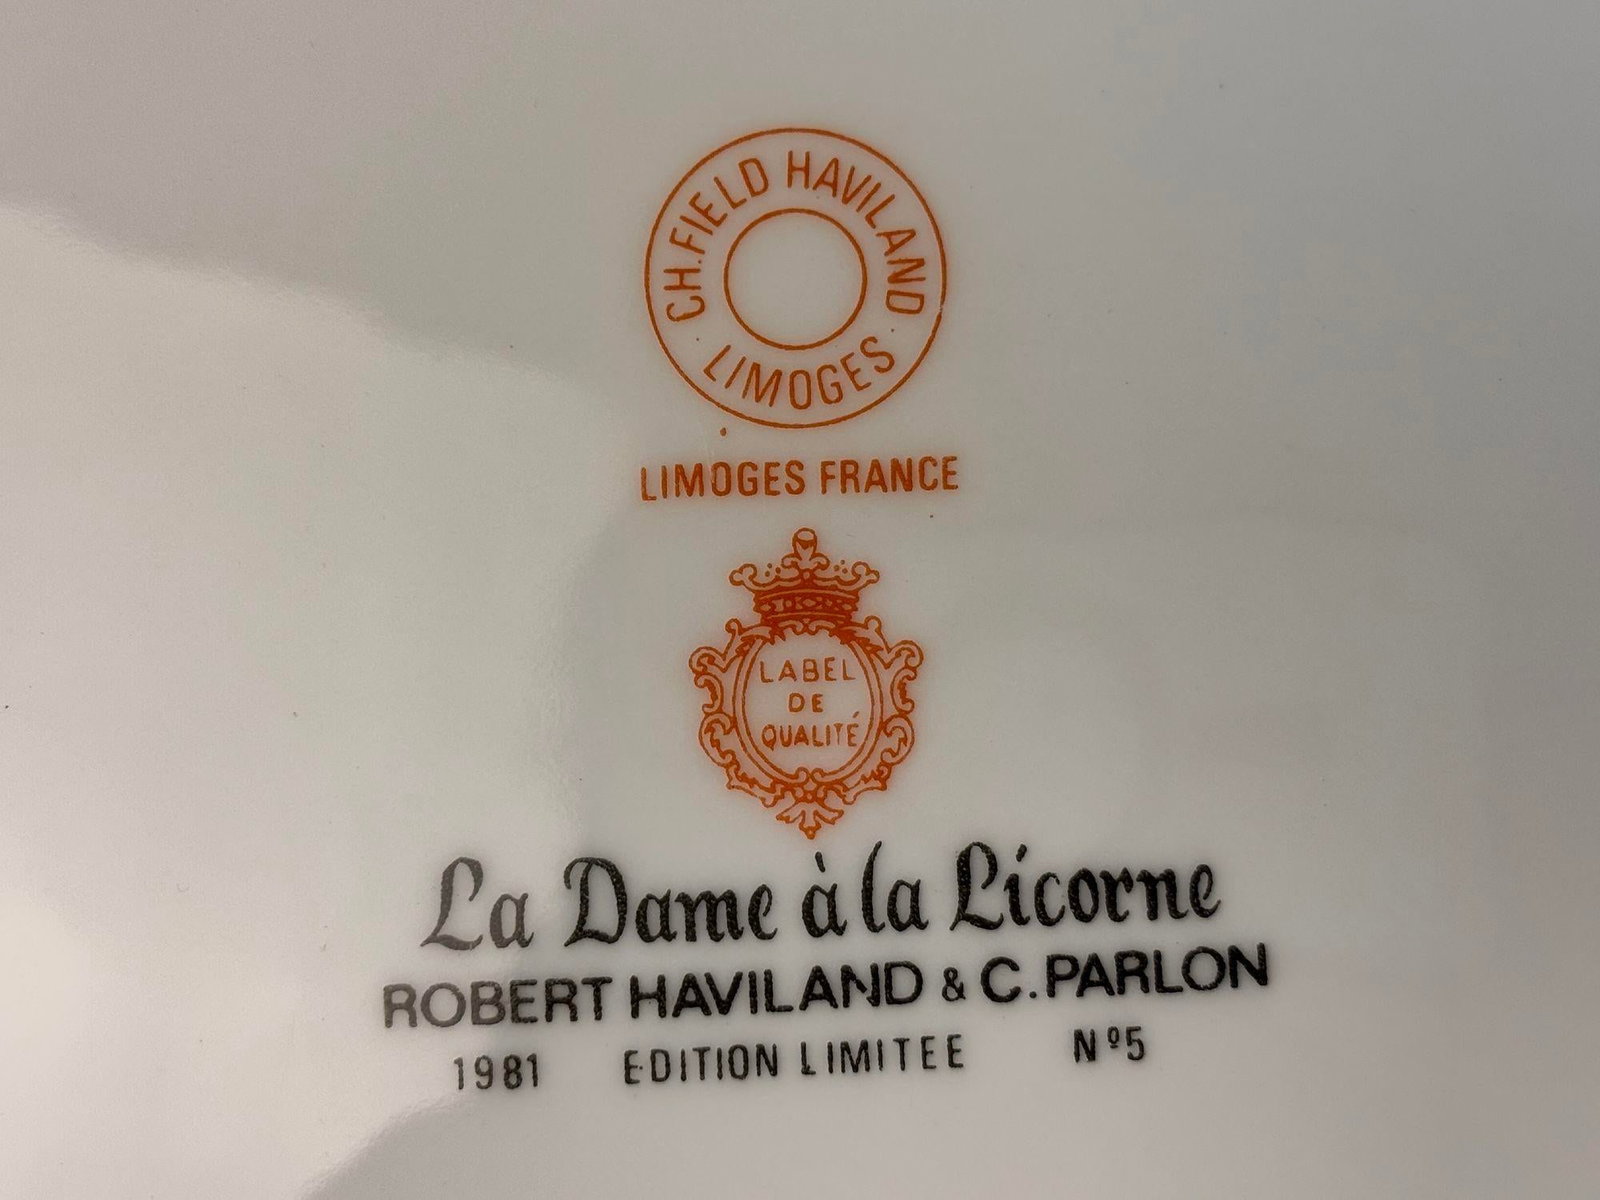 CH.FIELD HAVILAND
LIMOGES
LIMOGES FRANCE
LABEL
DE
QUALITÉ
La Dame à la Licorne
ROBERT HAVILAND & C. PARLON
1981 EDITION LIMITEE Nº5